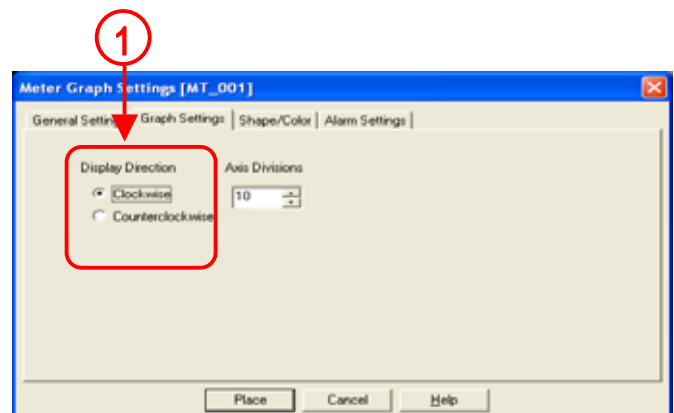 1
Meter Graph Settings [MT_001]
General Settings Graph Settings Shape/Color Alarm Settings
Display Direction Axis Divisions
Clockwise 10
Counterclockwise
Place Cancel Help